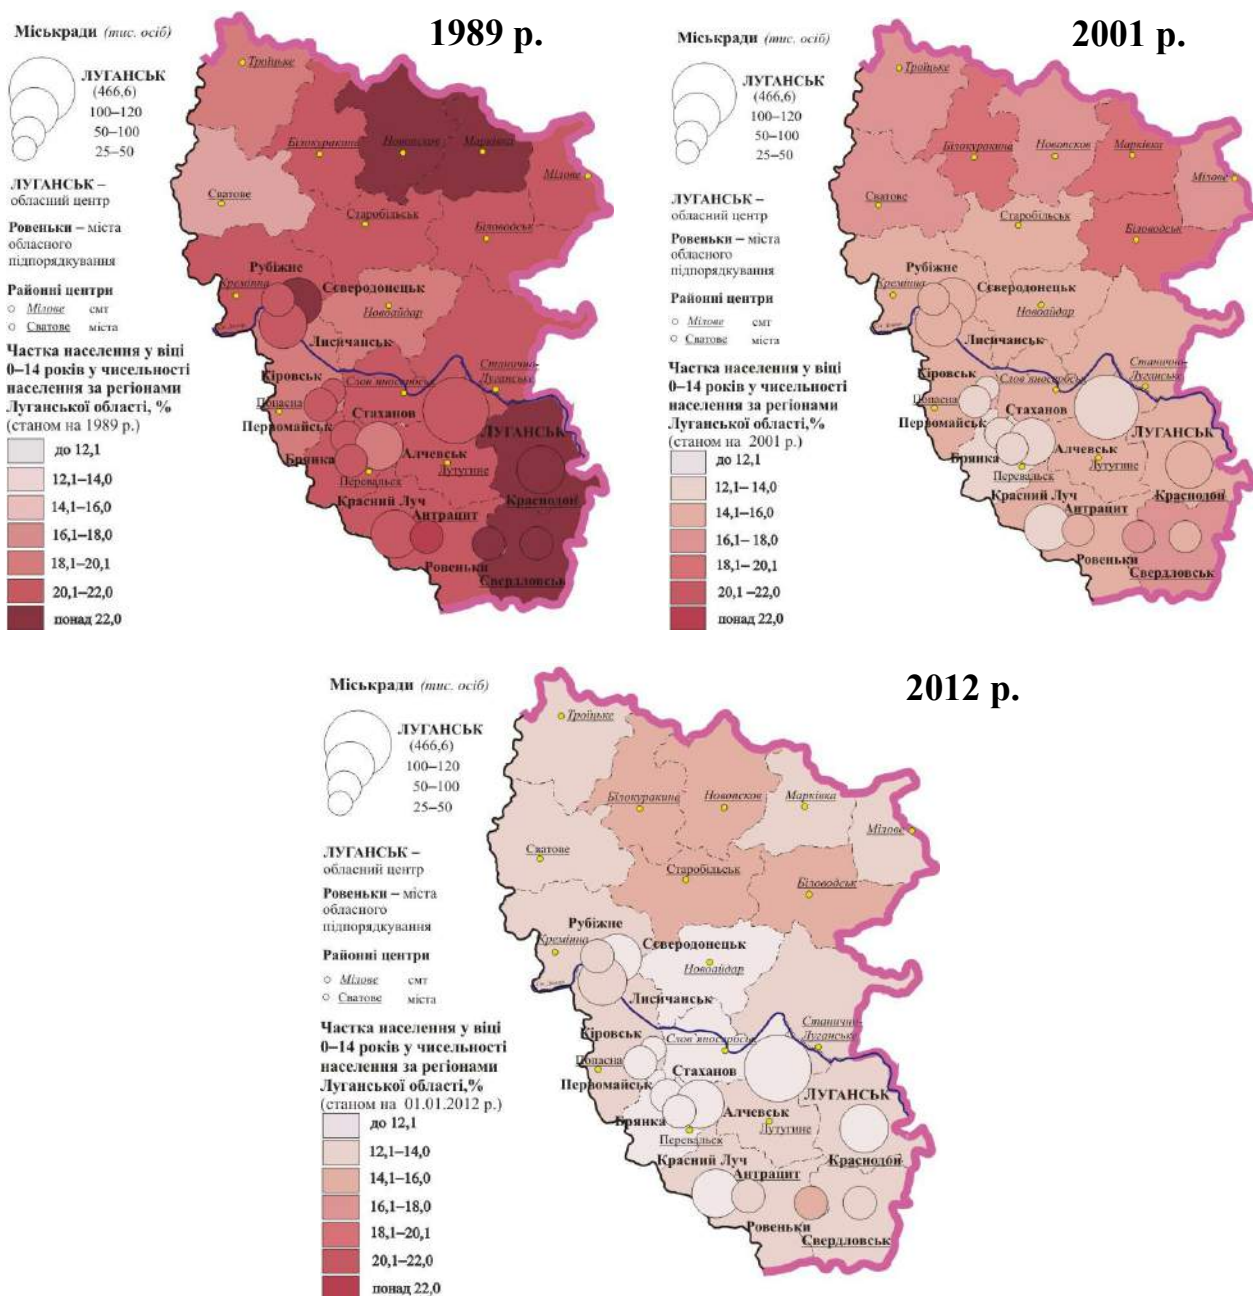 1989 р.
Міськради (тис. осіб)
ЛУГАНСЬК
(466,6)
100–120
50–100
25–50
ЛУГАНСЬК –
обласний центр
Ровеньки – міста
обласного
підпорядкування
Районні центри
Мілове смт
Сватове міста
Частка населення у віці
0–14 років у чисельності
населення за регіонами
Луганської області, %
(станом на 1989 р.)
до 12,1
12,1–14,0
14,1–16,0
16,1–18,0
18,1–20,1
20,1–22,0
понад 22,0
Троїцьке
Білокуракине
Новопсков
Марківка
Мілове
Сватове
Старобільськ
Біловодськ
Рубіжне
Кремінна
Сєверодонецьк
Новоайдар
Лисичанськ
Станично-
Луганське
Кіровськ
Слов'яносербськ
Попасна
Стаханов
Первомайськ
ЛУГАНСЬК
Брянка
Алчевськ
Лутугине
Перевальск
Красний Луч
Краснодон
Антрацит
Ровеньки
Свердловськ
2001 р.
Міськради (тис. осіб)
ЛУГАНСЬК
(466,6)
100–120
50–100
25–50
ЛУГАНСЬК –
обласний центр
Ровеньки – міста
обласного
підпорядкування
Районні центри
Мілове смт
Сватове міста
Частка населення у віці
0–14 років у чисельності
населення за регіонами
Луганської області,%
(станом на 2001 р.)
до 12,1
12,1–14,0
14,1–16,0
16,1–18,0
18,1–20,1
20,1–22,0
понад 22,0
Троїцьке
Білокуракина
Новопсков
Марківка
Мілове
Сватове
Старобільськ
Біловодськ
Рубіжне
Кремінна
Сєверодонецьк
Новоайдар
Лисичанськ
Станично-
Луганське
Кіровськ
Слов'яносербськ
Попасна
Стаханов
Первомайськ
ЛУГАНСЬК
Брянка
Алчевськ
Лутугине
Перевальск
Красний Луч
Краснодон
Антрацит
Ровеньки
Свердловськ
2012 р.
Міськради (тис. осіб)
ЛУГАНСЬК
(466,6)
100–120
50–100
25–50
ЛУГАНСЬК –
обласний центр
Ровеньки – міста
обласного
підпорядкування
Районні центри
Мілове смт
Сватове міста
Частка населення у віці
0–14 років у чисельності
населення за регіонами
Луганської області,%
(станом на 01.01.2012 р.)
до 12,1
12,1–14,0
14,1–16,0
16,1–18,0
18,1–20,1
20,1–22,0
понад 22,0
Троїцьке
Білокуракине
Новопсков
Марківка
Мілове
Сватове
Старобільськ
Біловодськ
Рубіжне
Кремінна
Сєверодонецьк
Новоайдар
Лисичанськ
Станично-
Луганське
Кіровськ
Слов'яносербськ
Попасна
Стаханов
Первомайськ
ЛУГАНСЬК
Брянка
Алчевськ
Лутугине
Перевальск
Красний Луч
Краснодон
Антрацит
Ровеньки
Свердловськ